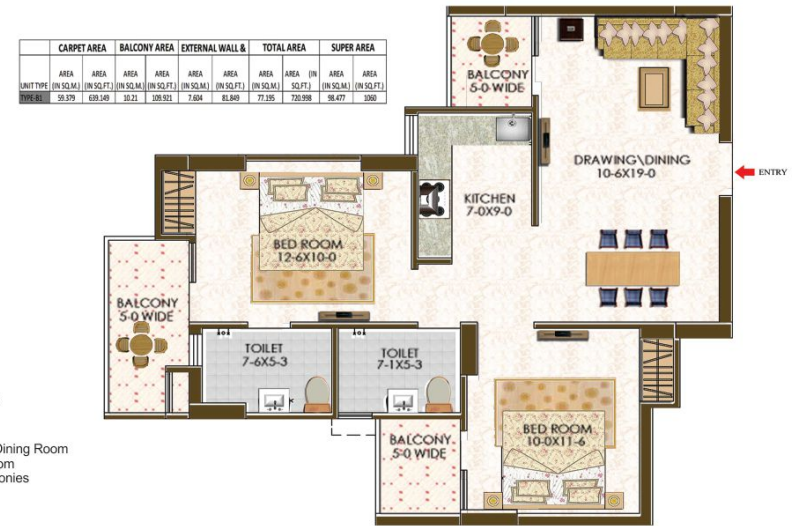 CARPET AREA BALCONY AREA EXTERNAL WALL & TOTAL AREA SUPER AREA
UNIT TYPE AREA (IN SQ.M.) AREA (IN SQ.FT.) AREA (IN SQ.M.) AREA (IN SQ.FT.) AREA (IN SQ.M.) AREA (IN SQ.FT.) AREA (IN SQ.M.) AREA (IN SQ.FT.) AREA (IN SQ.M.) AREA (IN SQ.FT.)
TYPE-B1 59.379 639.149 10.21 109.921 7.604 81.849 77.195 720.998 98.477 1060
BALCONY
5-0 WIDE
DRAWING\DINING
10-6X19-0
ENTRY
KITCHEN
7-0X9-0
BED ROOM
12-6X10-0
BALCONY
5-0 WIDE
TOILET
7-6X5-3
TOILET
7-1X5-3
BED ROOM
10-0X11-6
BALCONY
5-0 WIDE
Dining Room
om
onies